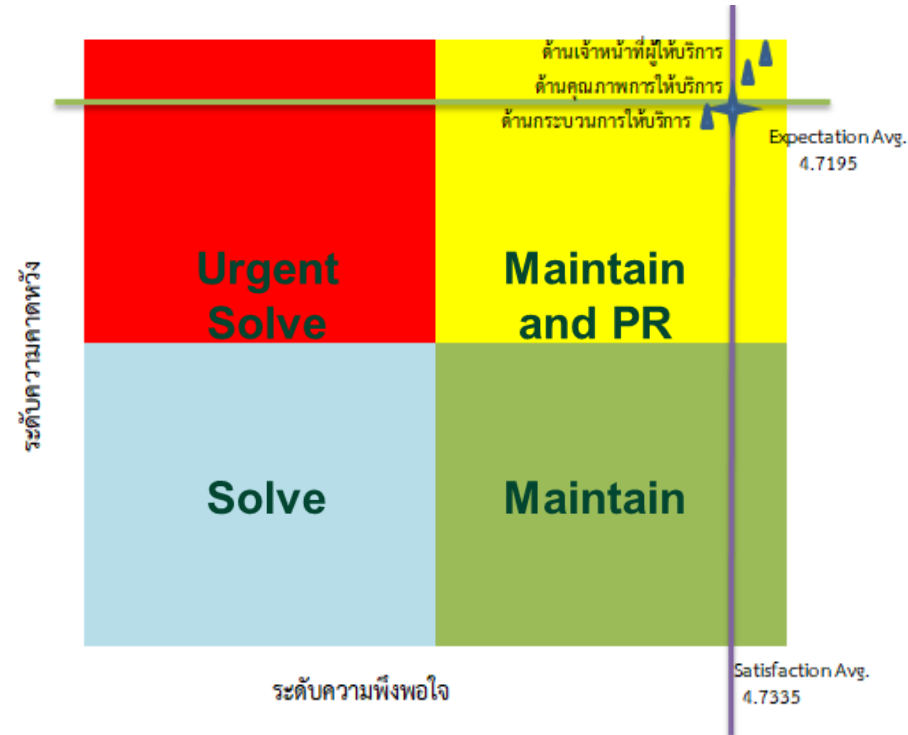 ด้านเจ้าหน้าที่ผู้ให้บริการ
ด้านคุณภาพการให้บริการ
ด้านกระบวนการให้บริการ
Expectation Avg.
4.7195
Urgent
Solve
Maintain
and PR
ระดับความคาดหวัง
Solve
Maintain
ระดับความพึงพอใจ
Satisfaction Avg.
4.7335